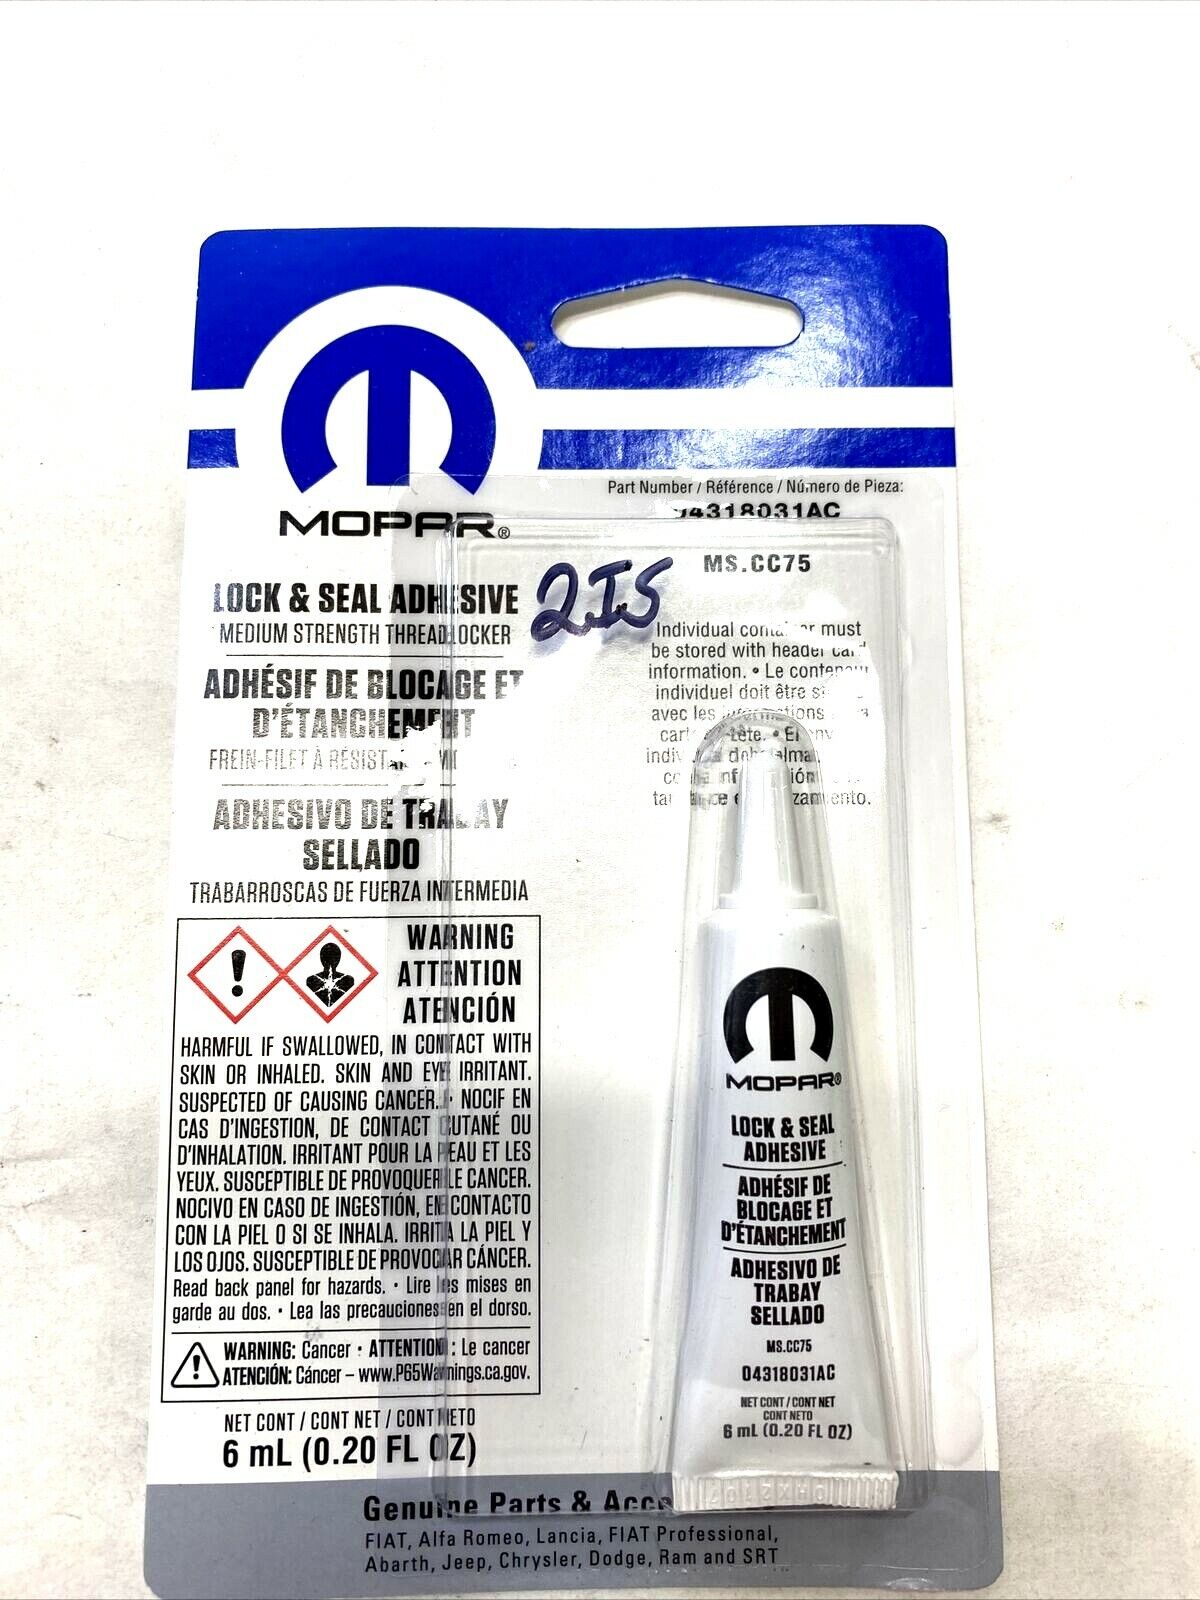 Part Number / Référence / Número de Pieza:
04318031AC
MOPAR®
MS.CC75
2IS
LOCK & SEAL ADHESIVE
MEDIUM STRENGTH THREADLOCKER
ADHÉSIF DE BLOCAGE ET
D'ÉTANCHEMENT
FREIN-FILET À
ADHESIVO DE TRABAY
SELLADO
TRABARROSCAS DE FUERZA INTERMEDIA
Individual container must
be stored with header card
information. • Le conteneur
individuel doit être
avec les informations
tête. •
WARNING
ATTENTION
ATENCIÓN
HARMFUL IF SWALLOWED, IN CONTACT WITH
SKIN OR INHALED. SKIN AND EYE IRRITANT.
SUSPECTED OF CAUSING CANCER. • NOCIF EN
CAS D'INGESTION, DE CONTACT CUTANÉ OU
D'INHALATION. IRRITANT POUR LA PEAU ET LES
YEUX. SUSCEPTIBLE DE PROVOQUER LE CANCER.
NOCIVO EN CASO DE INGESTIÓN, EN CONTACTO
CON LA PIEL O SI SE INHALA. IRRITA LA PIEL Y
LOS OJOS. SUSCEPTIBLE DE PROVOCAR CÁNCER.
Read back panel for hazards. • Lire les mises en
garde au dos. • Lea las precauciones en el dorso.
WARNING: Cancer • ATTENTION: Le cancer
ATENCIÓN: Cáncer – www.P65Warnings.ca.gov.
NET CONT / CONT NET / CONT NETO
6 mL (0.20 FL OZ)
MOPAR®
LOCK & SEAL
ADHESIVE
ADHÉSIF DE
BLOCAGE ET
D'ÉTANCHEMENT
ADHESIVO DE
TRABAY
SELLADO
MS.CC75
04318031AC
NET CONT / CONT NET
CONT NETO
6 mL (0.20 FL OZ)
Genuine Parts &
FIAT, Alfa Romeo, Lancia, FIAT Professional,
Abarth, Jeep, Chrysler, Dodge, Ram and SRT